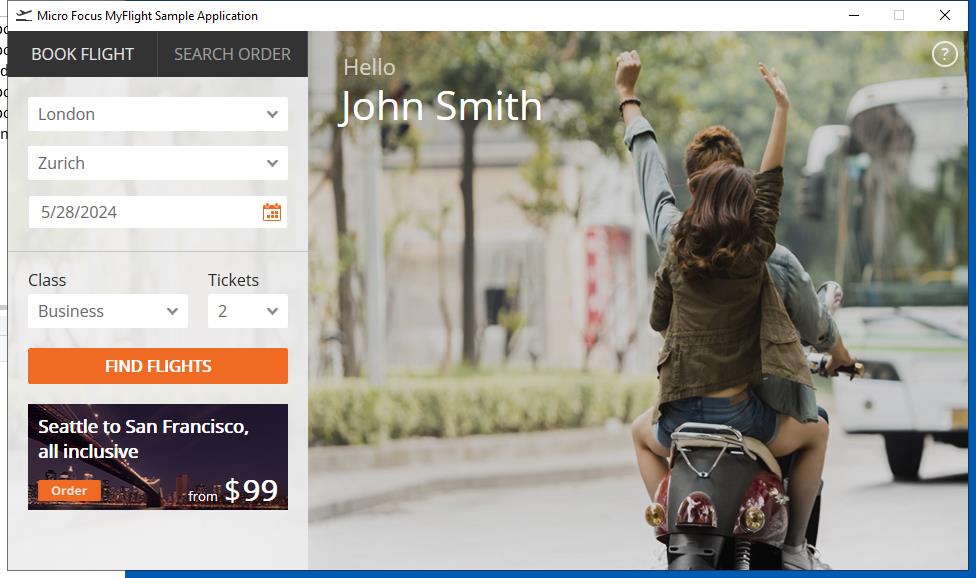 Micro Focus MyFlight Sample Application
BOOK FLIGHT
SEARCH ORDER
Hello
John Smith
?
London
Zurich
5/28/2024
Class
Tickets
Business
2
FIND FLIGHTS
Seattle to San Francisco,
all inclusive
Order
from $99